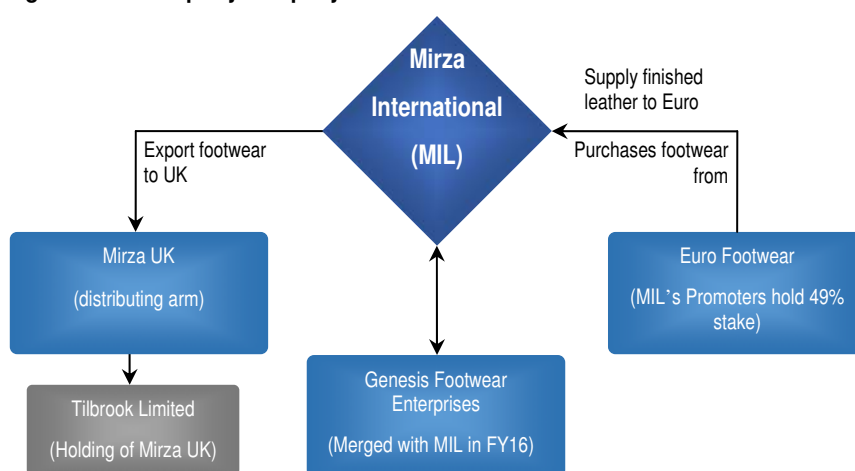 Mirza
International
(MIL)
Supply finished
leather to Euro
Purchases footwear
from
Export footwear
to UK
Mirza UK
(distributing arm)
Euro Footwear
(MIL’s Promoters hold 49%
stake)
Tilbrook Limited
(Holding of Mirza UK)
Genesis Footwear
Enterprises
(Merged with MIL in FY16)